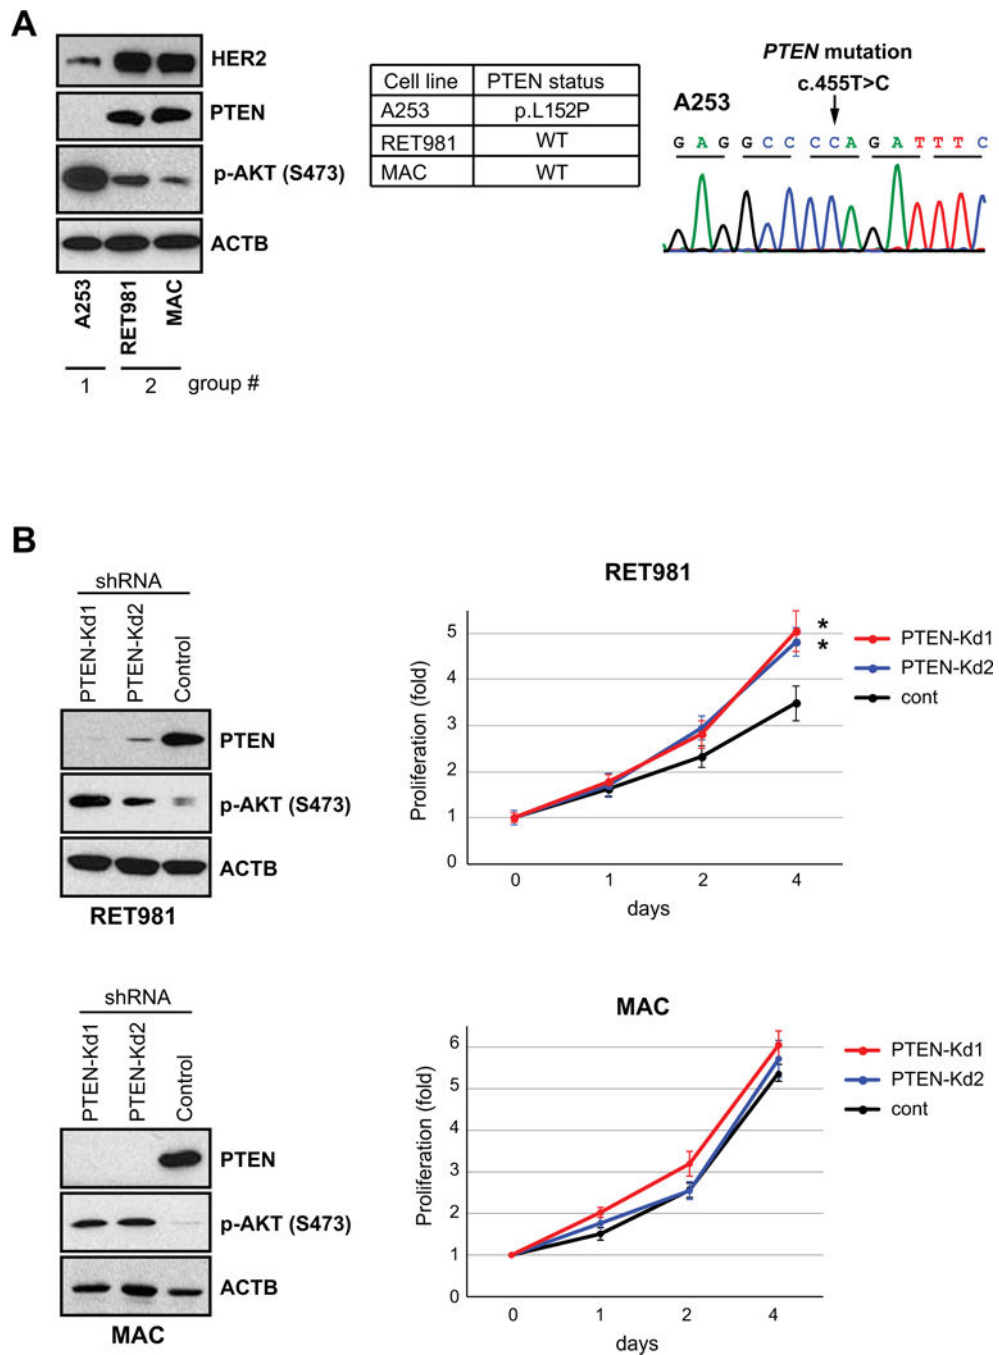 A
HER2
PTEN
p-AKT (S473)
ACTB
A253
RET981
MAC
1 2 group #
Cell line PTEN status
A253 p.L152P
RET981 WT
MAC WT
PTEN mutation
c.455T>C
A253
G A G G C C C C A G A T T T C
B
shRNA
PTEN-Kd1
PTEN-Kd2
Control
PTEN
p-AKT (S473)
ACTB
RET981
RET981
Proliferation (fold)
5
4
3
2
1
0
0 1 2 4
days
*
*
PTEN-Kd1
PTEN-Kd2
cont
shRNA
PTEN-Kd1
PTEN-Kd2
Control
PTEN
p-AKT (S473)
ACTB
MAC
MAC
Proliferation (fold)
6
5
4
3
2
1
0
0 1 2 4
days
PTEN-Kd1
PTEN-Kd2
cont